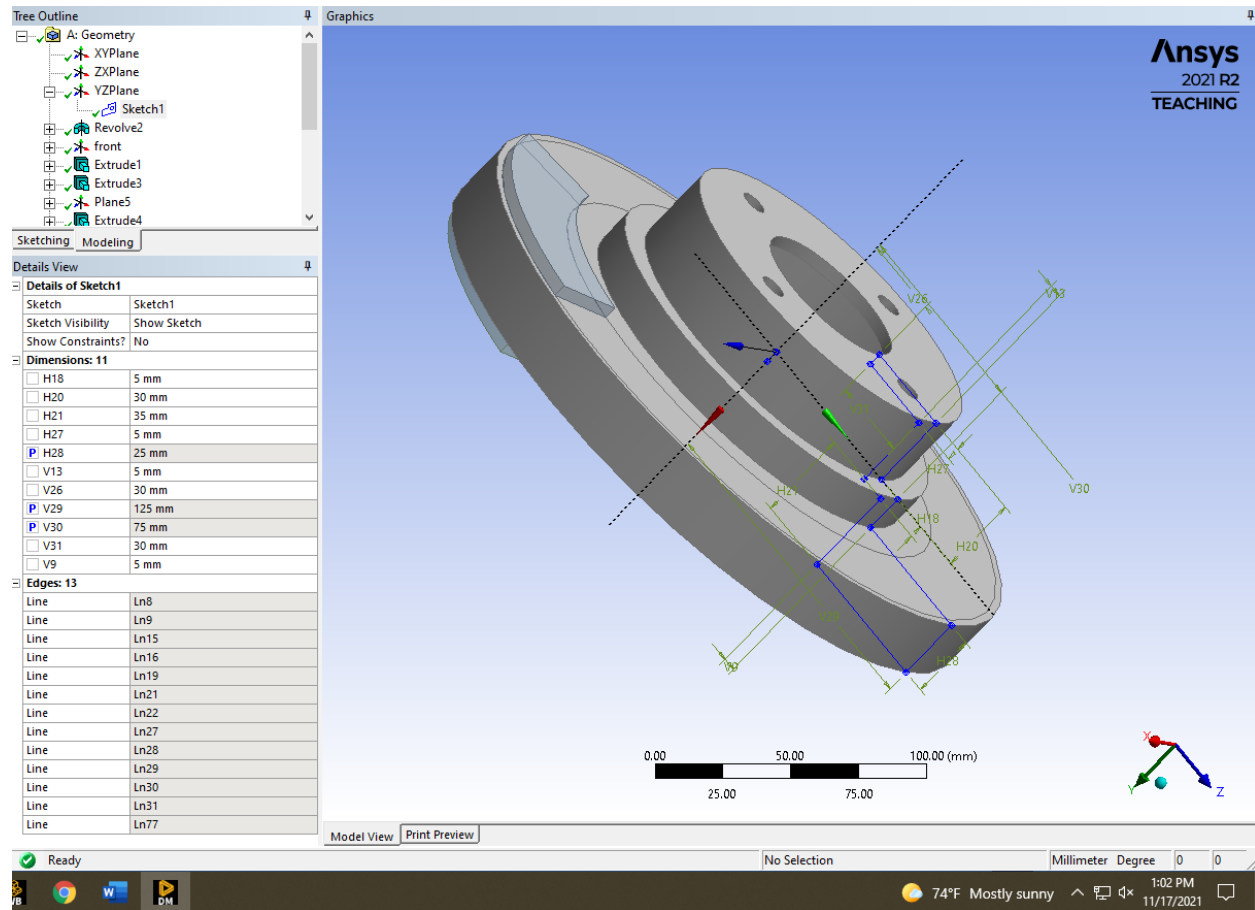 Tree Outline
A: Geometry
XYPlane
ZXPlane
YZPlane
Sketch1
Revolve2
front
Extrude1
Extrude3
Plane5
Extrude4
Sketching Modeling
Details View
Details of Sketch1
Sketch Sketch1
Sketch Visibility Show Sketch
Show Constraints? No
Dimensions: 11
H18 5 mm
H20 30 mm
H21 35 mm
H27 5 mm
P H28 25 mm
V13 5 mm
V26 30 mm
P V29 125 mm
P V30 75 mm
V31 30 mm
V9 5 mm
Edges: 13
Line Ln8
Line Ln9
Line Ln15
Line Ln16
Line Ln19
Line Ln21
Line Ln22
Line Ln27
Line Ln28
Line Ln29
Line Ln30
Line Ln31
Line Ln77
Graphics
Ansys
2021 R2
TEACHING
V26
V13
H27
V30
H21
H18
H20
V9
H28
0.00 50.00 100.00 (mm)
25.00 75.00
X
Y
Z
Model View Print Preview
Ready
No Selection
Millimeter Degree 0 0
VB
W
DM
74°F Mostly sunny
1:02 PM
11/17/2021